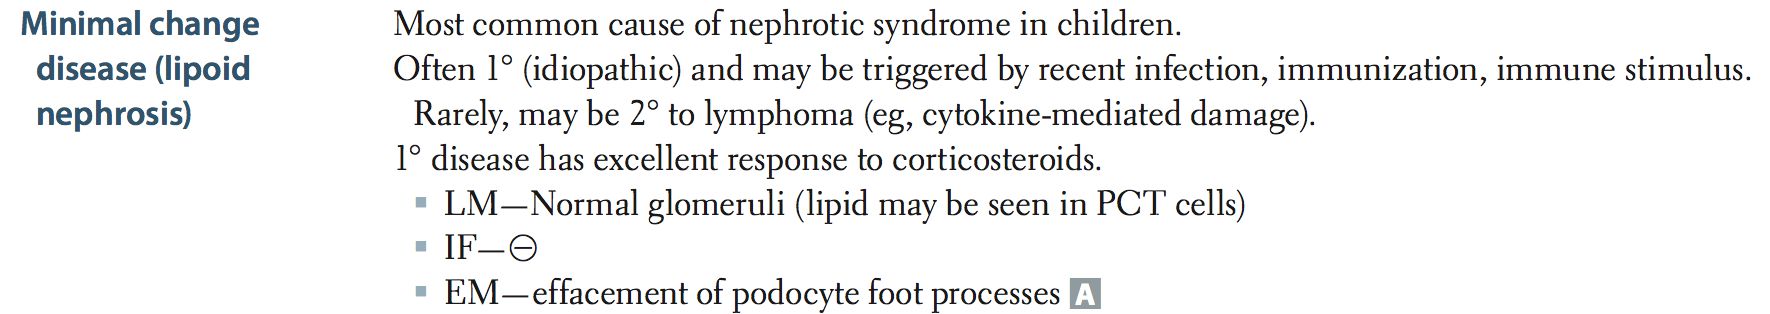 Minimal change
disease (lipoid
nephrosis)
Most common cause of nephrotic syndrome in children.
Often 1° (idiopathic) and may be triggered by recent infection, immunization, immune stimulus.
Rarely, may be 2° to lymphoma (eg, cytokine-mediated damage).
1° disease has excellent response to corticosteroids.
▪ LM—Normal glomeruli (lipid may be seen in PCT cells)
▪ IF—⊖
▪ EM—effacement of podocyte foot processes A